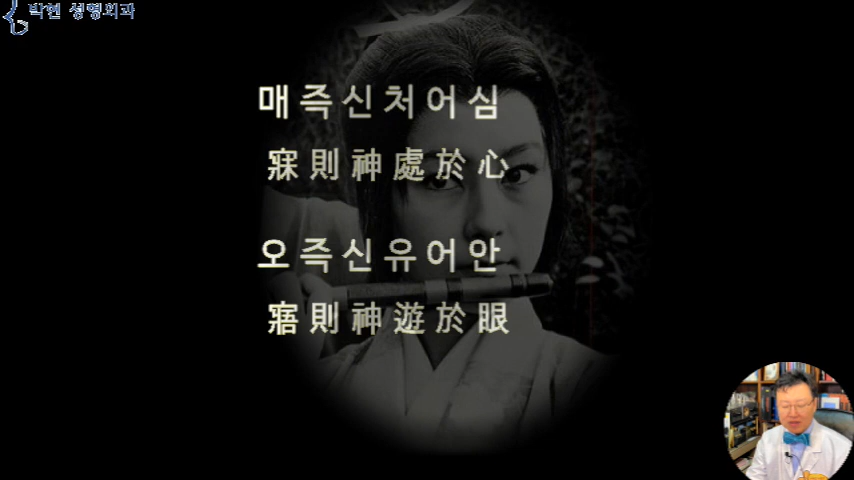 박현 성형외과
매즉신처어심
寐則神處於心
오즉신유어안
寤則神遊於眼